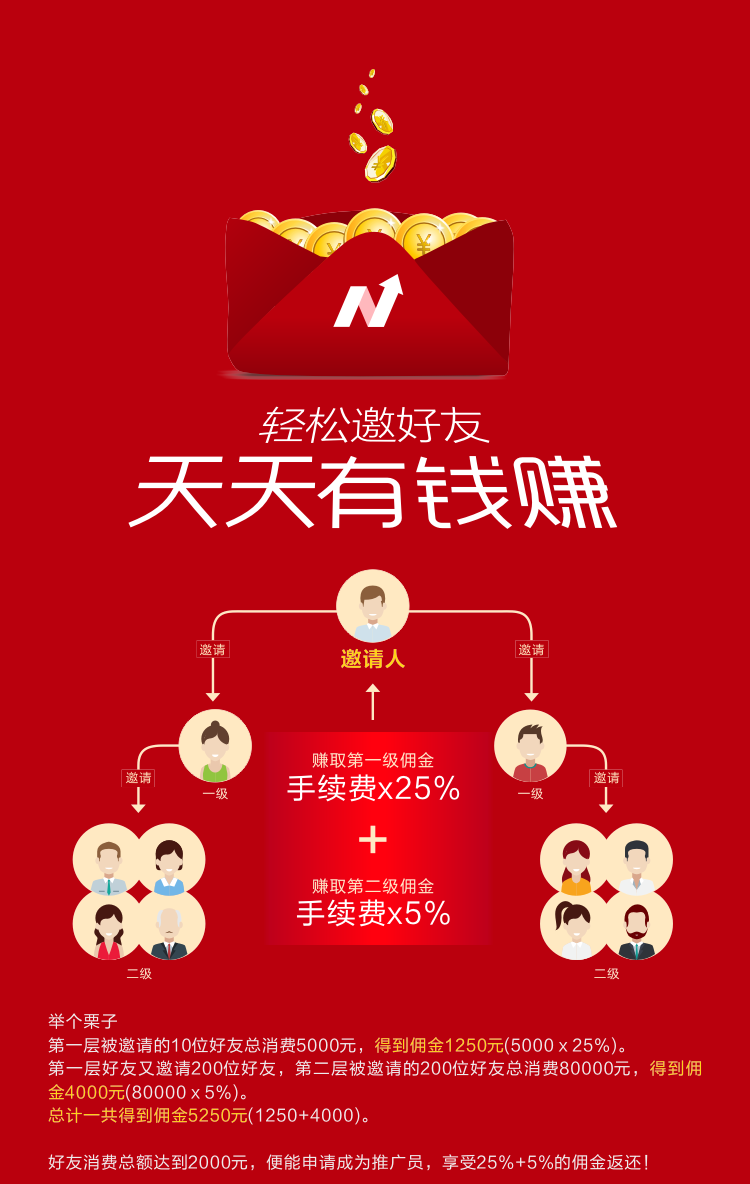 轻松邀好友
天天有钱赚
邀请人
邀请
邀请
赚取第一级佣金
手续费x25%
+
赚取第二级佣金
手续费x5%
一级
一级
邀请
邀请
二级
二级
举个栗子
第一层被邀请的10位好友总消费5000元，得到佣金1250元(5000 x 25%)。
第一层好友又邀请200位好友，第二层被邀请的200位好友总消费80000元，得到佣
金4000元(80000 x 5%)。
总计一共得到佣金5250元(1250+4000)。
好友消费总额达到2000元，便能申请成为推广员，享受25%+5%的佣金返还！